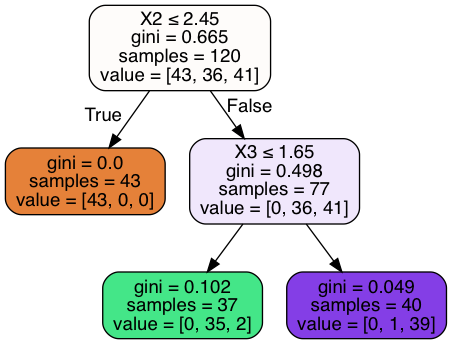 X2 ≤ 2.45
gini = 0.665
samples = 120
value = [43, 36, 41]
True
False
gini = 0.0
samples = 43
value = [43, 0, 0]
X3 ≤ 1.65
gini = 0.498
samples = 77
value = [0, 36, 41]
gini = 0.102
samples = 37
value = [0, 35, 2]
gini = 0.049
samples = 40
value = [0, 1, 39]